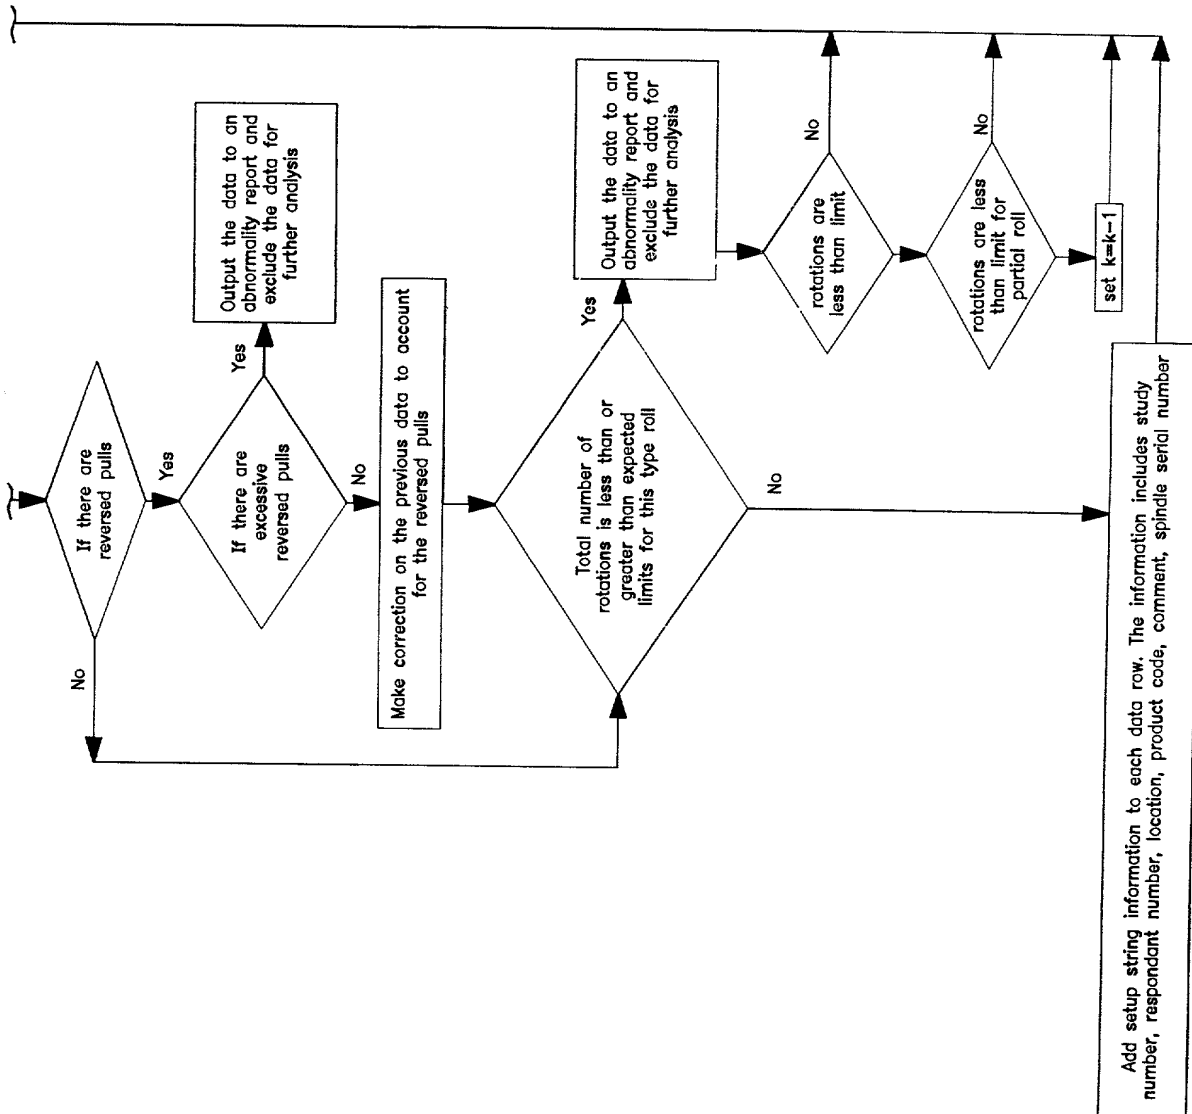 If there are
reversed pulls
No
Yes
If there are
excessive
reversed pulls
Yes
Output the data to an
abnormality report and
exclude the data for
further analysis
No
Make correction on the previous data to account
for the reversed pulls
Total number of
rotations is less than or
greater than expected
limits for this type roll
Yes
Output the data to an
abnormality report and
exclude the data for
further analysis
No
rotations are
less than limit
No
rotations are less
than limit for
partial roll
No
set k=k-1
Add setup string information to each data row. The information includes study
number, respondant number, location, product code, comment, spindle serial number